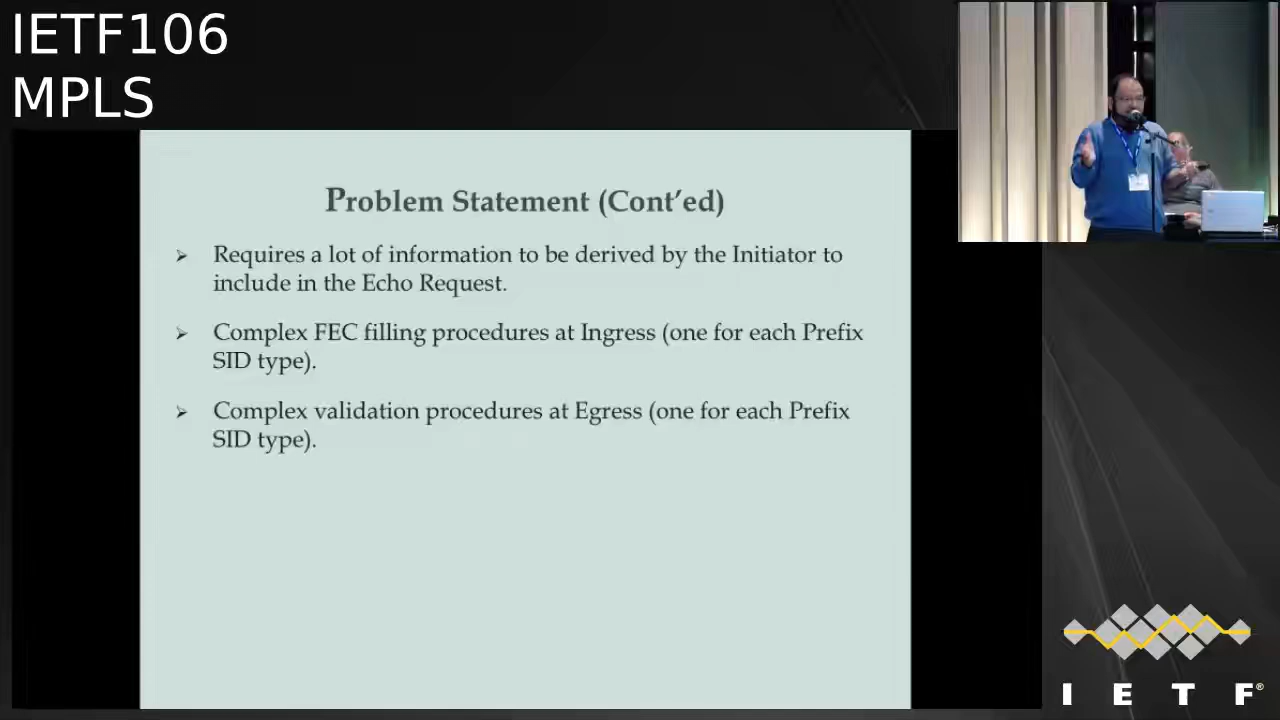 IETF106
MPLS
Problem Statement (Cont'ed)
➢ Requires a lot of information to be derived by the Initiator to
include in the Echo Request.
➢ Complex FEC filling procedures at Ingress (one for each Prefix
SID type).
➢ Complex validation procedures at Egress (one for each Prefix
SID type).
I E T F®